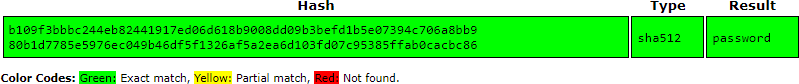 Hash Type Result
b109f3bbbc244eb82441917ed06d618b9008dd09b3befd1b5e07394c706a8bb9
80b1d7785e5976ec049b46df5f1326af5a2ea6d103fd07c95385ffab0cacbc86 sha512 password
Color Codes: Green: Exact match, Yellow: Partial match, Red: Not found.